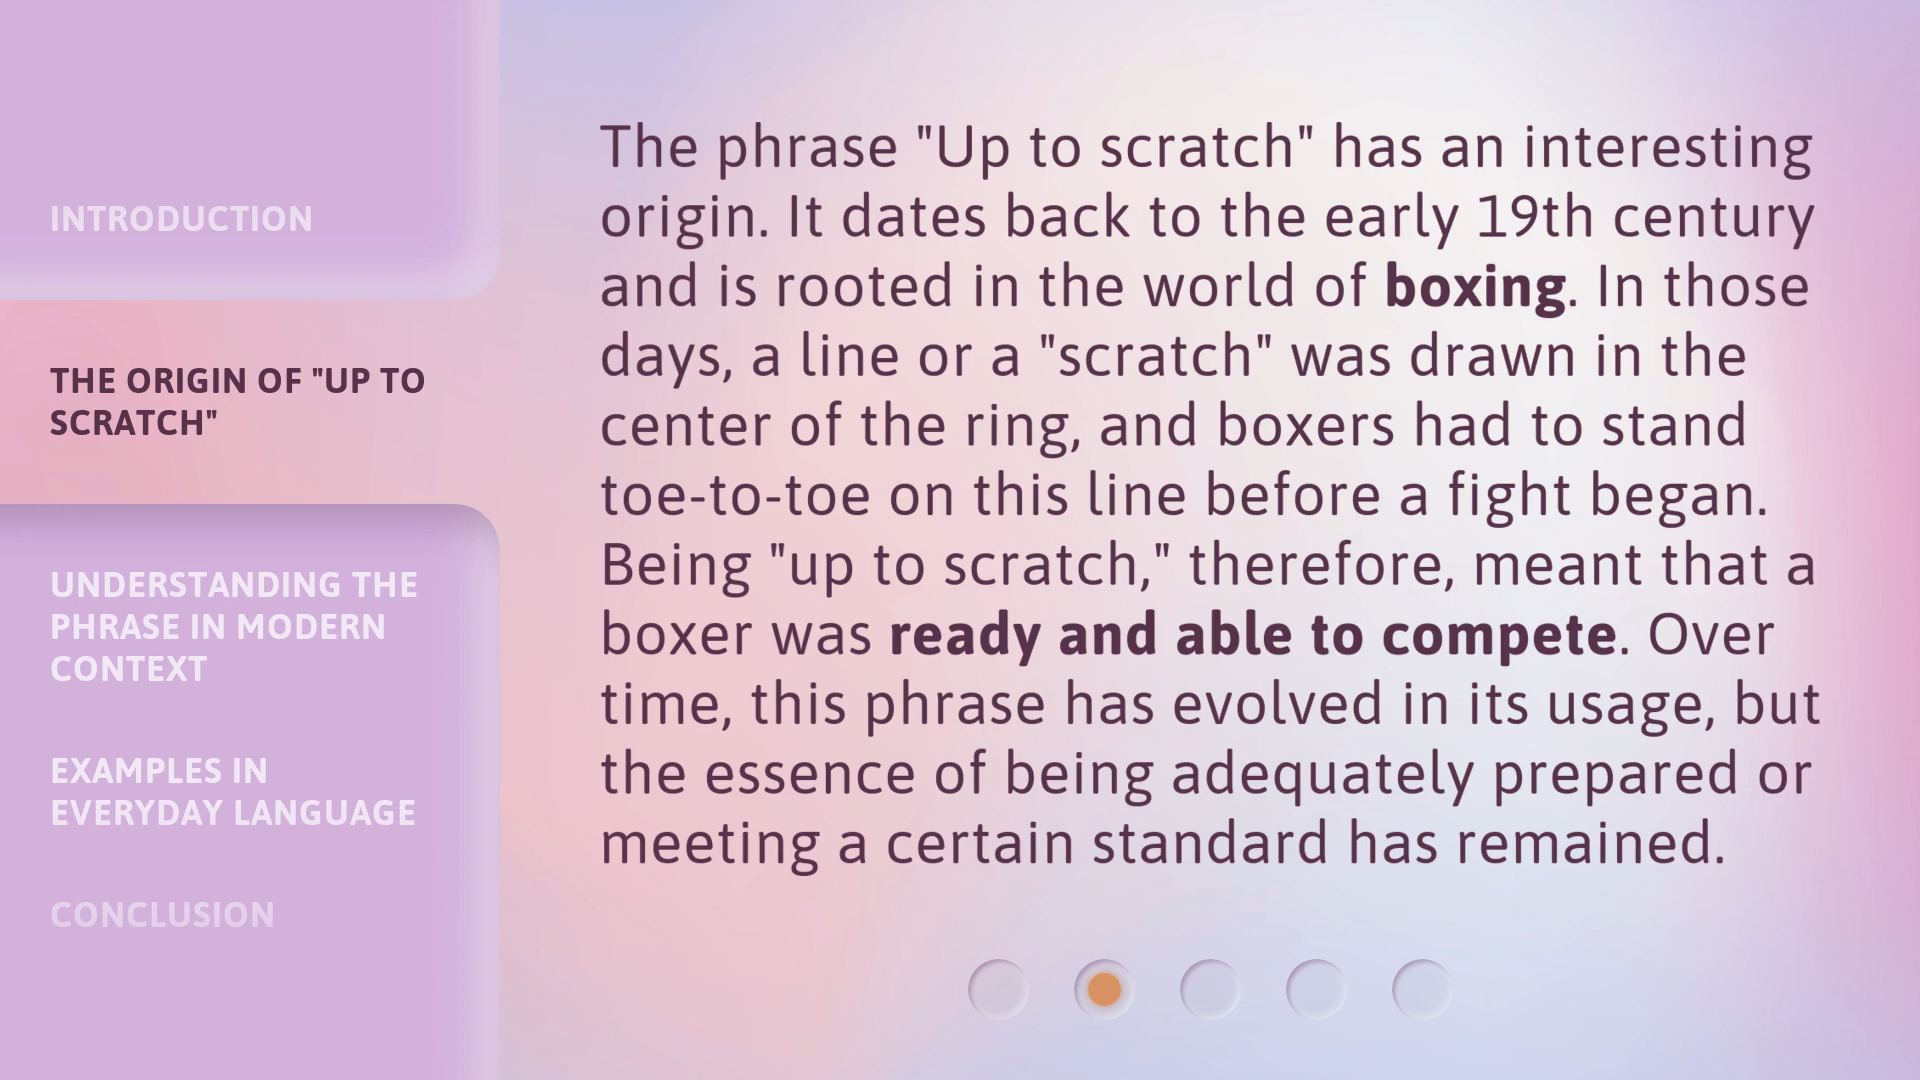 INTRODUCTION
THE ORIGIN OF "UP TO
SCRATCH"
UNDERSTANDING THE
PHRASE IN MODERN
CONTEXT
EXAMPLES IN
EVERYDAY LANGUAGE
CONCLUSION
The phrase "Up to scratch" has an interesting
origin. It dates back to the early 19th century
and is rooted in the world of boxing. In those
days, a line or a "scratch" was drawn in the
center of the ring, and boxers had to stand
toe-to-toe on this line before a fight began.
Being "up to scratch," therefore, meant that a
boxer was ready and able to compete. Over
time, this phrase has evolved in its usage, but
the essence of being adequately prepared or
meeting a certain standard has remained.